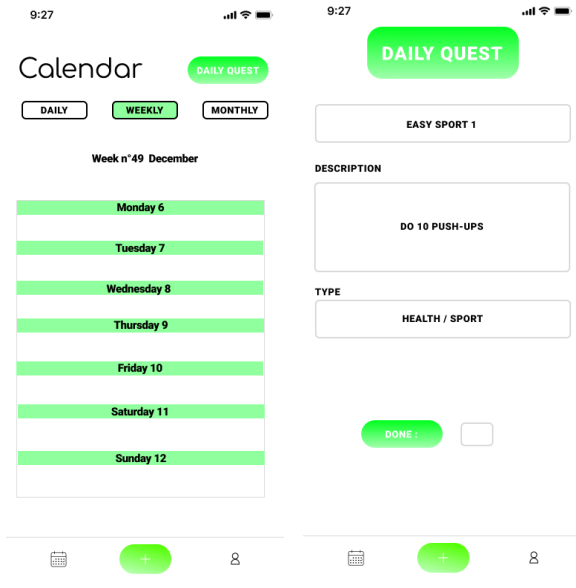 9:27
Calendar
DAILY QUEST
DAILY
WEEKLY
MONTHLY
Week n°49 December
Monday 6
Tuesday 7
Wednesday 8
Thursday 9
Friday 10
Saturday 11
Sunday 12
+
9:27
DAILY QUEST
EASY SPORT 1
DESCRIPTION
DO 10 PUSH-UPS
TYPE
HEALTH / SPORT
DONE :
+